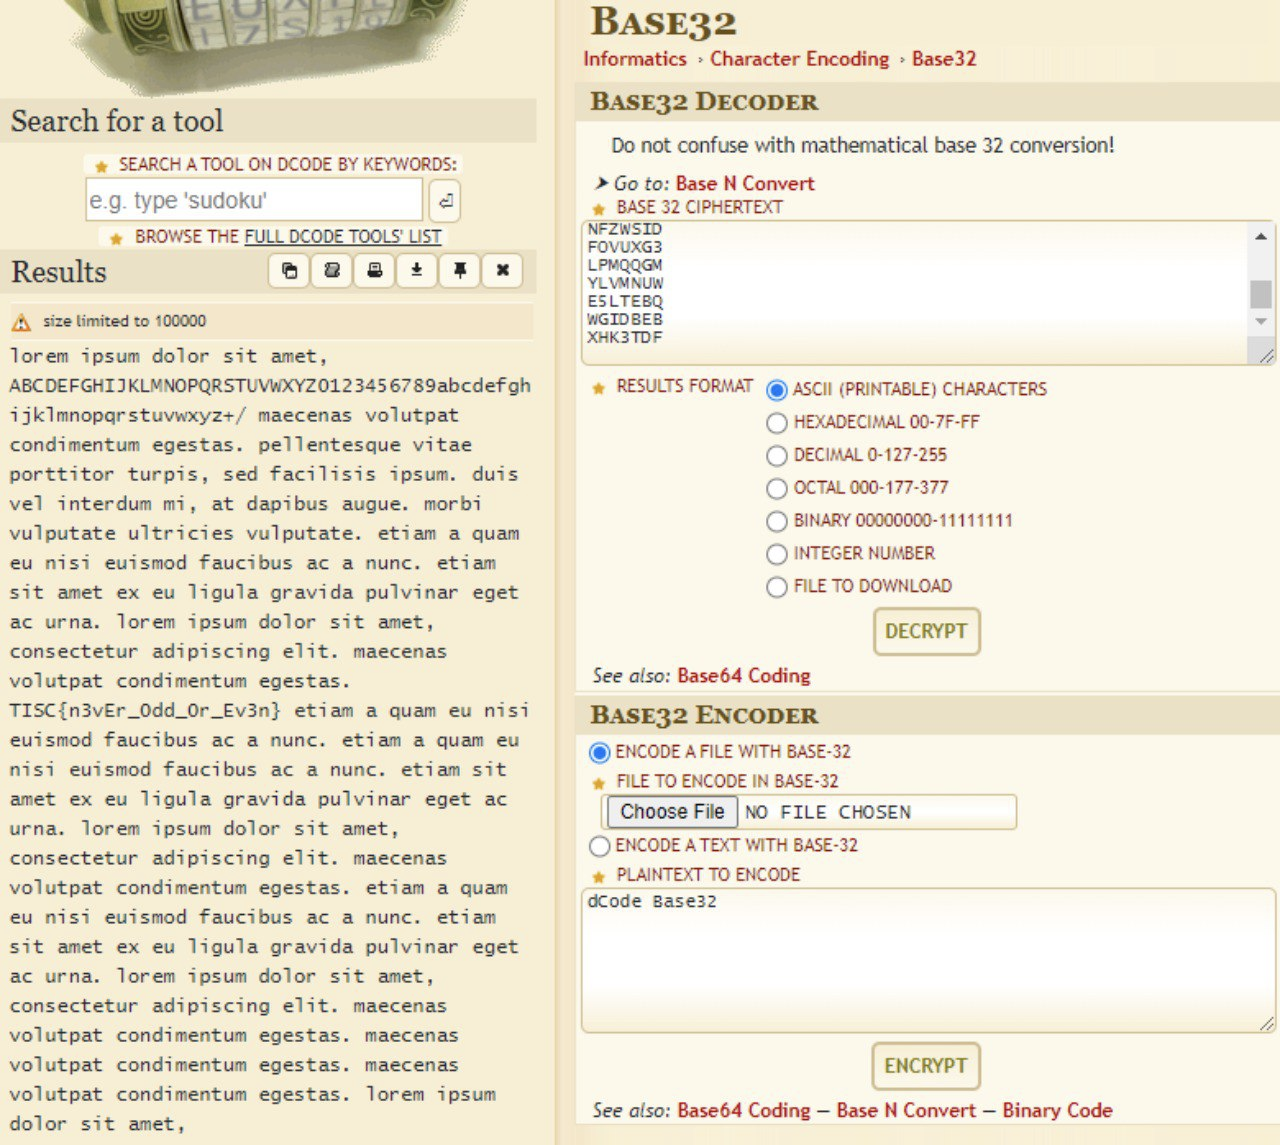 Search for a tool
SEARCH A TOOL ON DCODE BY KEYWORDS:
e.g. type 'sudoku'
BROWSE THE FULL DCODE TOOLS' LIST
Results
size limited to 100000
lorem ipsum dolor sit amet,
ABCDEFGHIJKLMNOPQRSTUVWXYZ0123456789abcdefgh
ijklmnopqrstuvwxyz+/ maecenas volutpat
condimentum egestas. pellentesque vitae
porttitor turpis, sed facilisis ipsum. duis
vel interdum mi, at dapibus augue. morbi
vulputate ultricies vulputate. etiam a quam
eu nisi euismod faucibus ac a nunc. etiam
sit amet ex eu ligula gravida pulvinar eget
ac urna. lorem ipsum dolor sit amet,
consectetur adipiscing elit. maecenas
volutpat condimentum egestas.
TISC{n3vEr_0dd_0r_Ev3n} etiam a quam eu nisi
euismod faucibus ac a nunc. etiam a quam eu
nisi euismod faucibus ac a nunc. etiam sit
amet ex eu ligula gravida pulvinar eget ac
urna. lorem ipsum dolor sit amet,
consectetur adipiscing elit. maecenas
volutpat condimentum egestas. etiam a quam
eu nisi euismod faucibus ac a nunc. etiam
sit amet ex eu ligula gravida pulvinar eget
ac urna. lorem ipsum dolor sit amet,
consectetur adipiscing elit. maecenas
volutpat condimentum egestas. maecenas
volutpat condimentum egestas. maecenas
volutpat condimentum egestas. lorem ipsum
dolor sit amet,
BASE32
Informatics › Character Encoding › Base32
BASE32 DECODER
Do not confuse with mathematical base 32 conversion!
➤ Go to: Base N Convert
BASE 32 CIPHERTEXT
NFZWSID
FOVUXG3
LPMQQGM
YLVMNUW
E5LTEBQ
WGIDBEB
XHK3TDF
RESULTS FORMAT ASCII (PRINTABLE) CHARACTERS
HEXADECIMAL 00-7F-FF
DECIMAL 0-127-255
OCTAL 000-177-377
BINARY 00000000-11111111
INTEGER NUMBER
FILE TO DOWNLOAD
DECRYPT
See also: Base64 Coding
BASE32 ENCODER
ENCODE A FILE WITH BASE-32
FILE TO ENCODE IN BASE-32
Choose File NO FILE CHOSEN
ENCODE A TEXT WITH BASE-32
PLAINTEXT TO ENCODE
dCode Base32
ENCRYPT
See also: Base64 Coding – Base N Convert – Binary Code